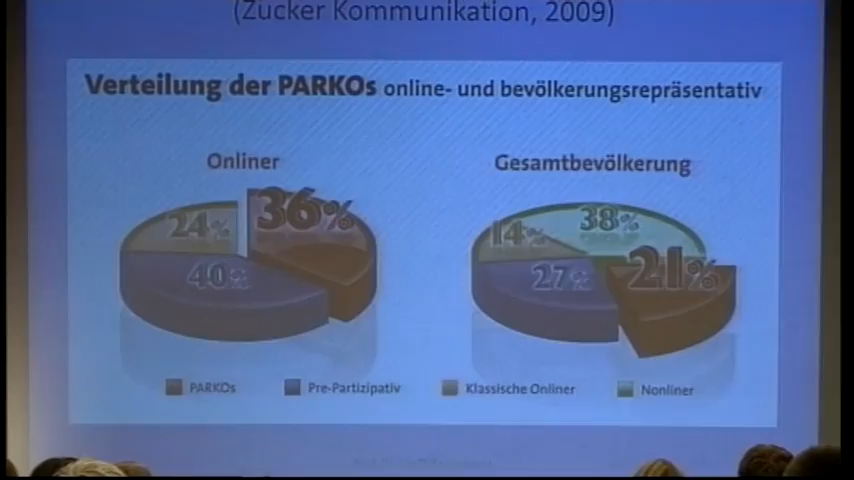 (Zucker Kommunikation, 2009)
Verteilung der PARKOs online- und bevölkerungsrepräsentativ
Onliner
Gesamtbevölkerung
24%
36%
40%
14%
38%
27%
21%
PARKOs
Pre-Partizipativ
Klassische Onliner
Nonliner